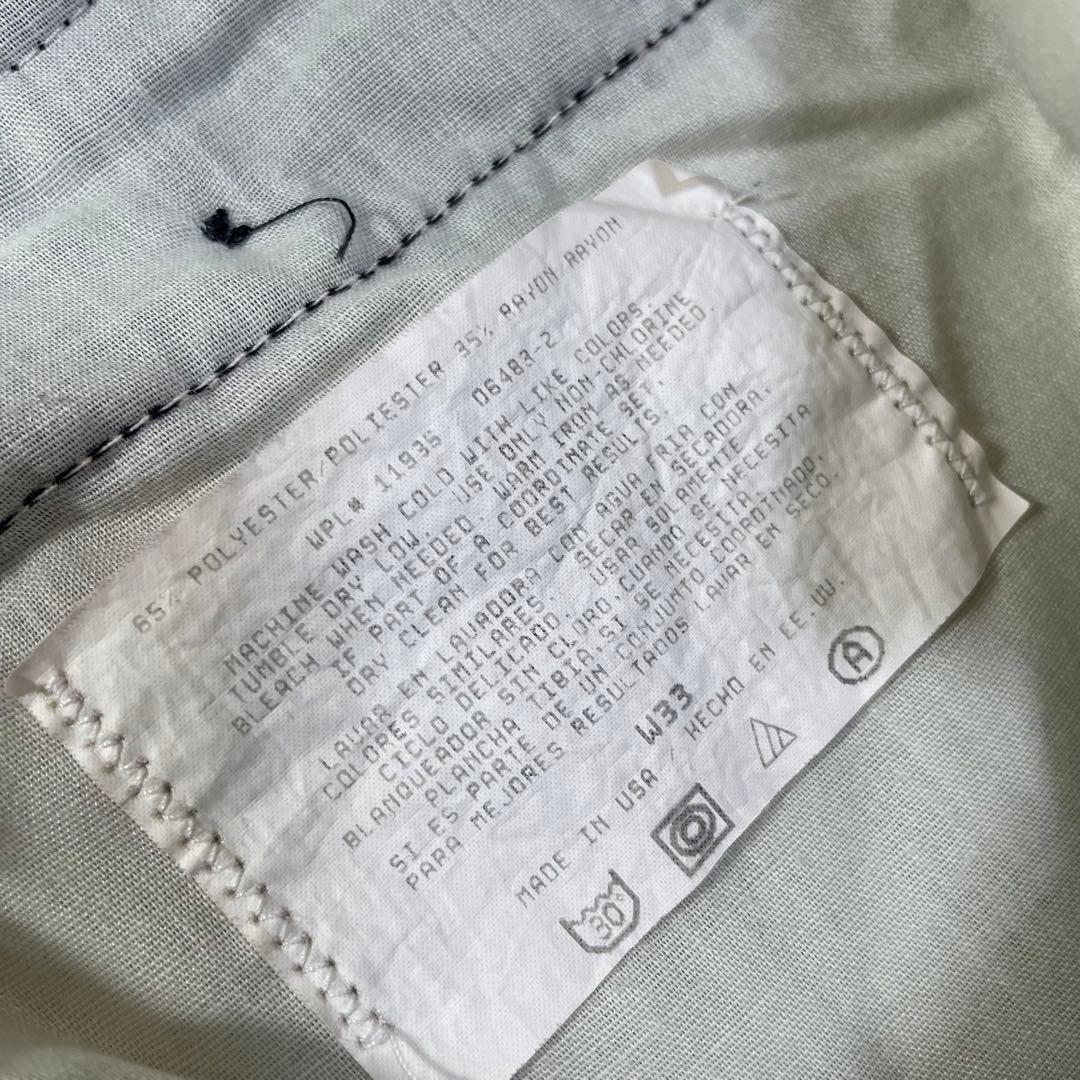 65% POLYESTER/POLIESTER 35% RAYON/RAYON
WPL# 11935 06483-2
MACHINE WASH COLD WITH LIKE COLORS.
TUMBLE DRY LOW. USE ONLY NON-CHLORINE
BLEACH WHEN NEEDED. WARM IRON AS NEEDED.
IF PART OF A COORDINATE SET,
DRY CLEAN FOR BEST RESULTS.
LAVAR EN LAVADORA CON AGUA FRIA CON
COLORES SIMILARES. SECAR EN SECADORA.
CICLO DELICADO. USAR SOLAMENTE
BLANQUEADOR SIN CLORO,CUANDO SE NECESITA
PLANCHA TIBIA,SI SE NECESITA.
SI ES PARTE DE UN CONJUNTO COORDINADO,
PARA MEJORES RESULTADOS LAVAR EN SECO.
W33
MADE IN USA / HECHO EN EE.UU.
30°
A